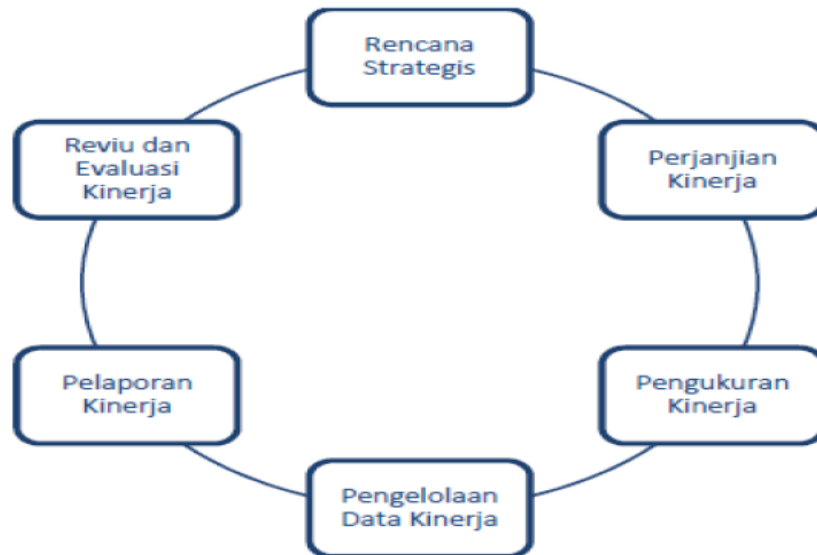 Rencana
Strategis
Perjanjian
Kinerja
Pengukuran
Kinerja
Pengelolaan
Data Kinerja
Pelaporan
Kinerja
Reviu dan
Evaluasi
Kinerja